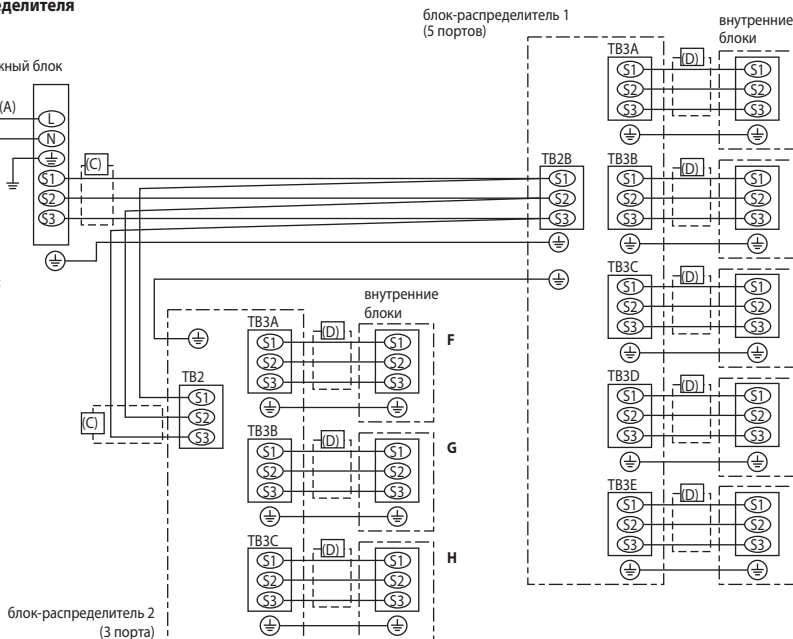 блок-распределитель 1
(5 портов)
внутренние
блоки
(A)
L
N
S1
S2
S3
(C)
TB2B
S1
S2
S3
TB3A
S1
S2
S3
(D)
S1
S2
S3
TB3B
S1
S2
S3
(D)
S1
S2
S3
TB3C
S1
S2
S3
(D)
S1
S2
S3
TB3D
S1
S2
S3
(D)
S1
S2
S3
TB3E
S1
S2
S3
(D)
S1
S2
S3
внутренние
блоки
TB2
S1
S2
S3
(C)
TB3A
S1
S2
S3
(D)
S1
S2
S3
F
TB3B
S1
S2
S3
(D)
S1
S2
S3
G
TB3C
S1
S2
S3
(D)
S1
S2
S3
H
блок-распределитель 2
(3 порта)